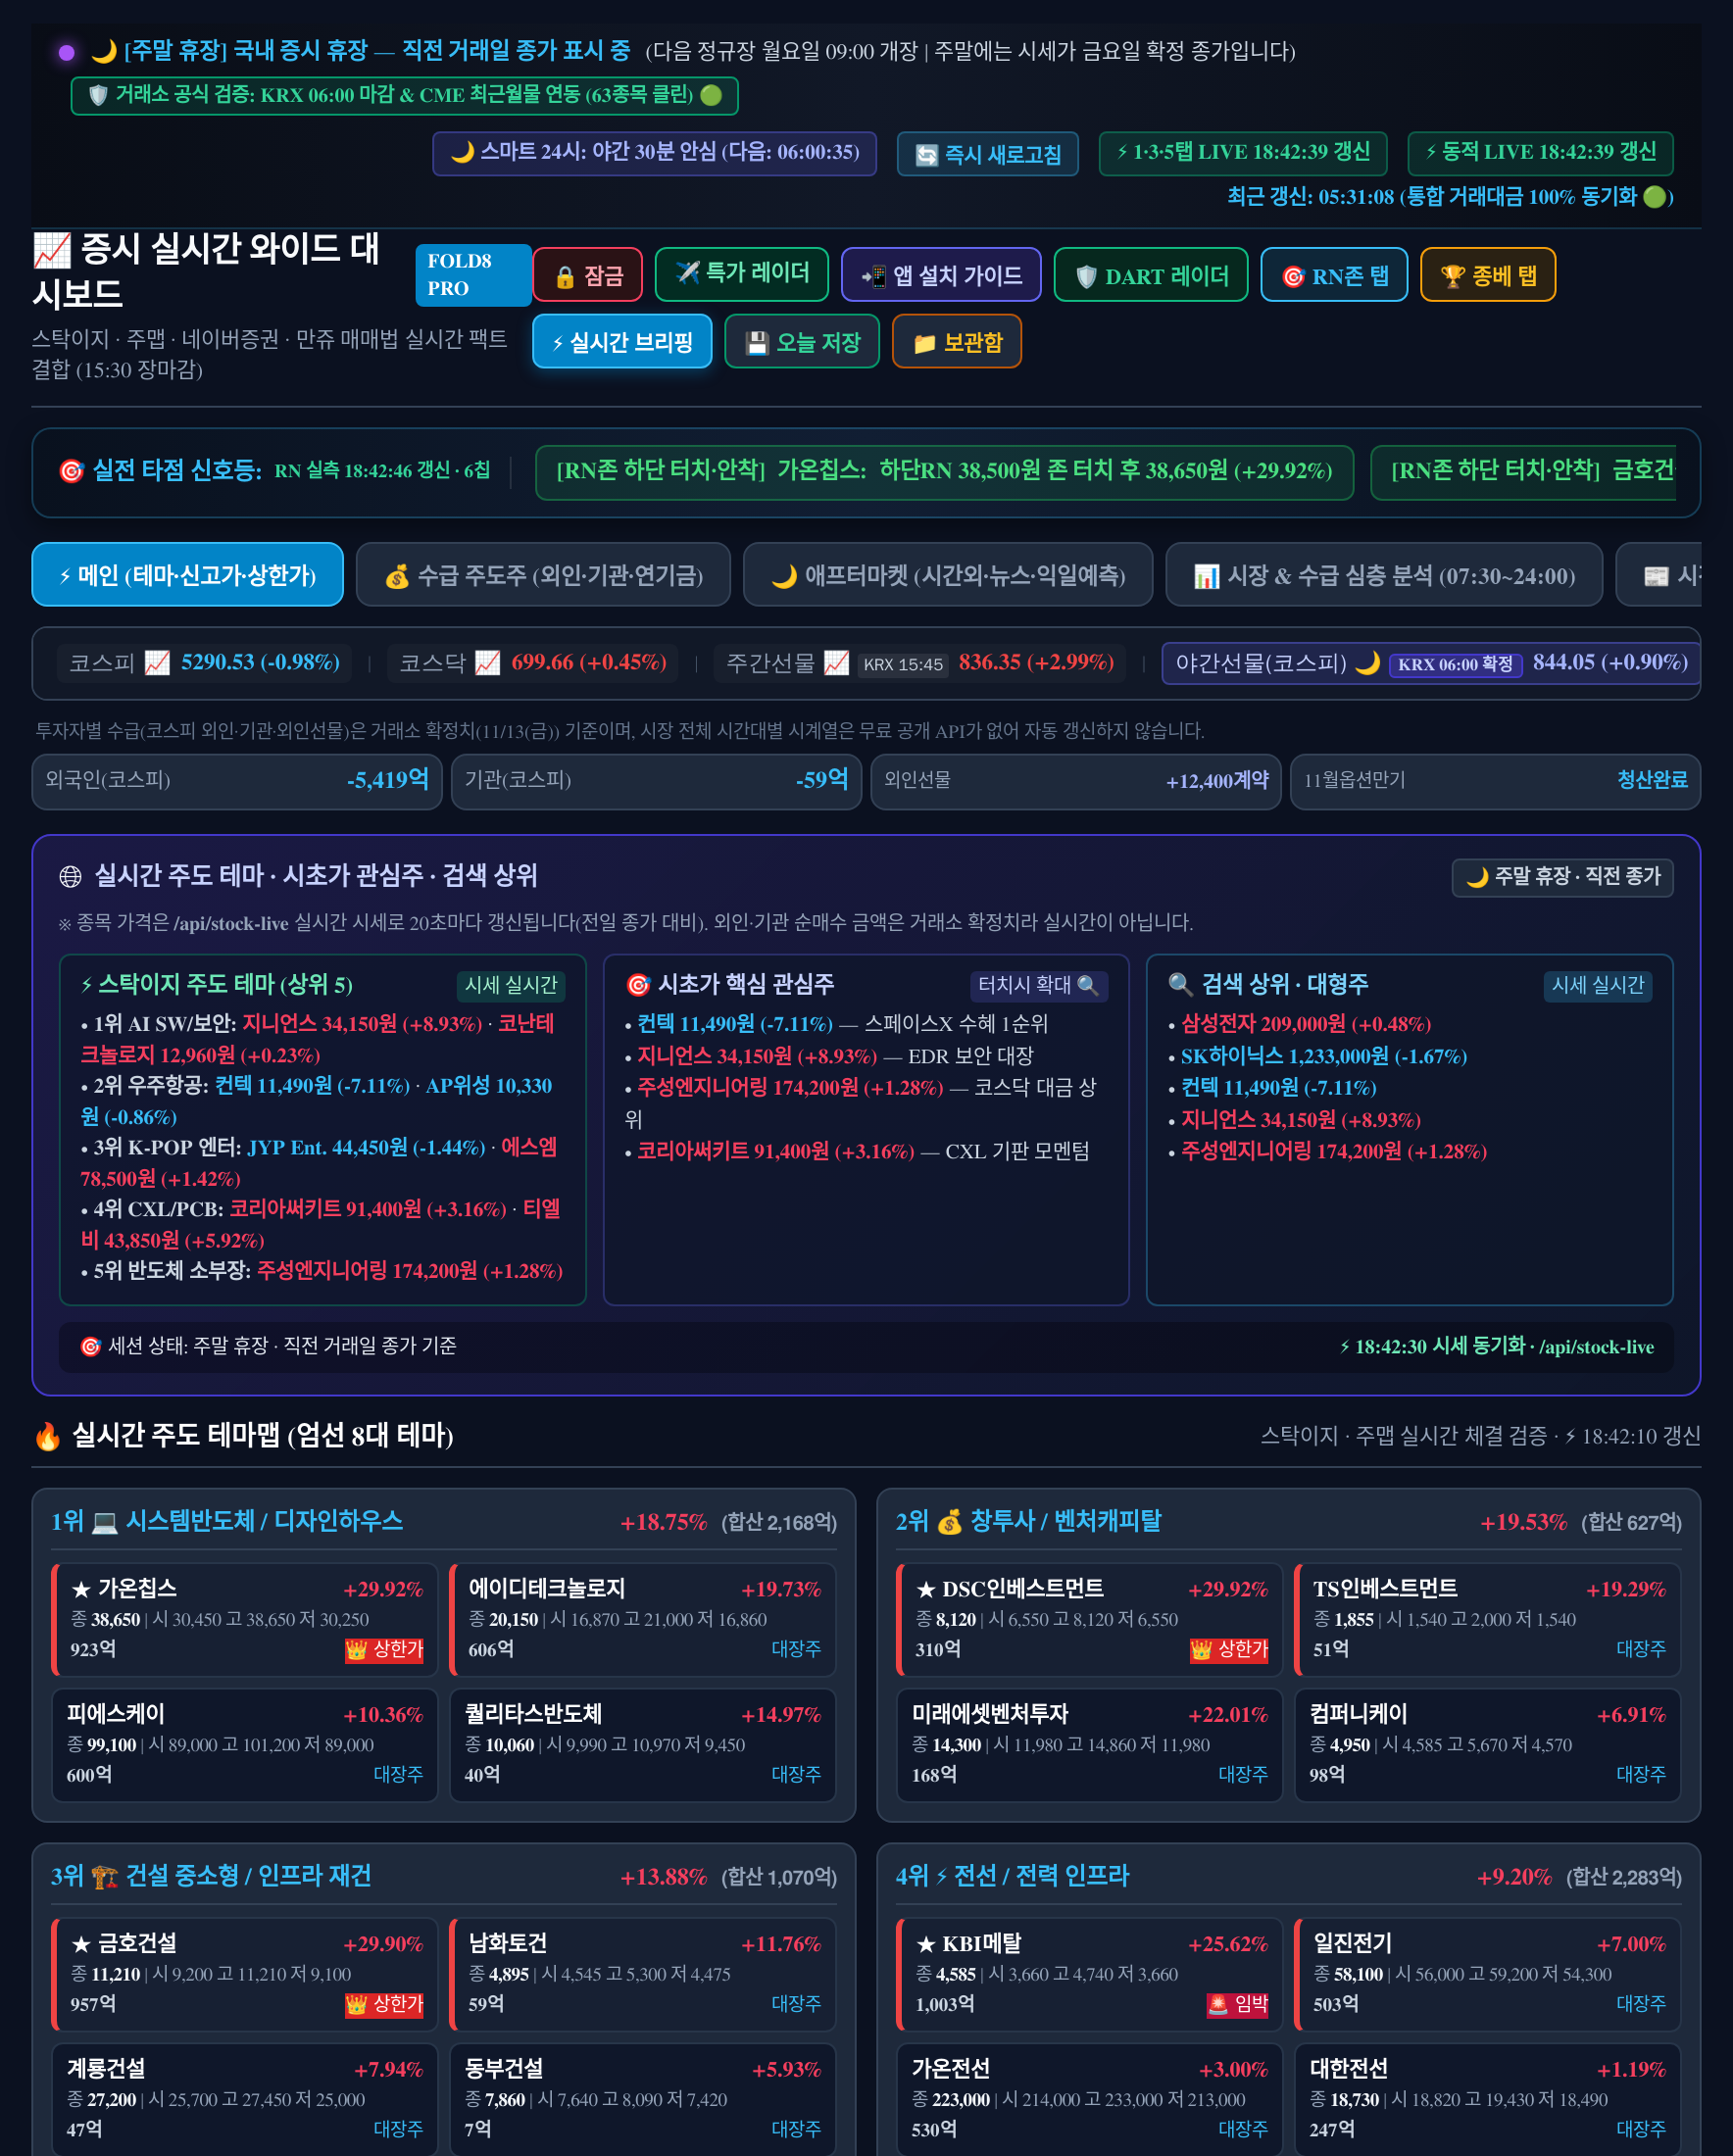 🌙 [주말 휴장] 국내 증시 휴장 — 직전 거래일 종가 표시 중 (다음 정규장 월요일 09:00 개장 | 주말에는 시세가 금요일 확정 종가입니다)
🛡️ 거래소 공식 검증: KRX 06:00 마감 & CME 최근월물 연동 (63종목 클린) 🟢
🌙 스마트 24시: 야간 30분 안심 (다음: 06:00:35) 🔄 즉시 새로고침 ⚡ 1·3·5탭 LIVE 18:42:39 갱신 ⚡ 동적 LIVE 18:42:39 갱신
최근 갱신: 05:31:08 (통합 거래대금 100% 동기화 🟢)
📈 증시 실시간 와이드 대
시보드
FOLD8
PRO
스탁이지 · 주맵 · 네이버증권 · 만쥬 매매법 실시간 팩트
결합 (15:30 장마감)
🔒 잠금 ✈️ 특가 레이더 📲 앱 설치 가이드 🛡️ DART 레이더 🎯 RN존 탭 🏆 종베 탭
⚡ 실시간 브리핑 💾 오늘 저장 📁 보관함
🎯 실전 타점 신호등: RN 실측 18:42:46 갱신 · 6칩 [RN존 하단 터치·안착] 가온칩스: 하단RN 38,500원 존 터치 후 38,650원 (+29.92%) [RN존 하단 터치·안착] 금호건
⚡ 메인 (테마·신고가·상한가) 💰 수급 주도주 (외인·기관·연기금) 🌙 애프터마켓 (시간외·뉴스·익일예측) 📊 시장 & 수급 심층 분석 (07:30~24:00) 📰
코스피 📈 5290.53 (-0.98%) | 코스닥 📈 699.66 (+0.45%) | 주간선물 📈 KRX 15:45 836.35 (+2.99%) | 야간선물(코스피) 🌙 KRX 06:00 확정 844.05 (+0.90%)
투자자별 수급(코스피 외인·기관·외인선물)은 거래소 확정치(11/13(금)) 기준이며, 시장 전체 시간대별 시계열은 무료 공개 API가 없어 자동 갱신하지 않습니다.
외국인(코스피) -5,419억 기관(코스피) -59억 외인선물 +12,400계약 11월옵션만기 청산완료
🌐 실시간 주도 테마 · 시초가 관심주 · 검색 상위 🌙 주말 휴장 · 직전 종가
※ 종목 가격은 /api/stock-live 실시간 시세로 20초마다 갱신됩니다(전일 종가 대비). 외인·기관 순매수 금액은 거래소 확정치라 실시간이 아닙니다.
⚡ 스탁이지 주도 테마 (상위 5) 시세 실시간
• 1위 AI SW/보안: 지니언스 34,150원 (+8.93%) · 코난테
크놀로지 12,960원 (+0.23%)
• 2위 우주항공: 컨텍 11,490원 (-7.11%) · AP위성 10,330
원 (-0.86%)
• 3위 K-POP 엔터: JYP Ent. 44,450원 (-1.44%) · 에스엠
78,500원 (+1.42%)
• 4위 CXL/PCB: 코리아써키트 91,400원 (+3.16%) · 티엘
비 43,850원 (+5.92%)
• 5위 반도체 소부장: 주성엔지니어링 174,200원 (+1.28%)
🎯 시초가 핵심 관심주 터치시 확대 🔍
• 컨텍 11,490원 (-7.11%) — 스페이스X 수혜 1순위
• 지니언스 34,150원 (+8.93%) — EDR 보안 대장
• 주성엔지니어링 174,200원 (+1.28%) — 코스닥 대금 상
위
• 코리아써키트 91,400원 (+3.16%) — CXL 기판 모멘텀
🔍 검색 상위 · 대형주 시세 실시간
• 삼성전자 209,000원 (+0.48%)
• SK하이닉스 1,233,000원 (-1.67%)
• 컨텍 11,490원 (-7.11%)
• 지니언스 34,150원 (+8.93%)
• 주성엔지니어링 174,200원 (+1.28%)
🎯 세션 상태: 주말 휴장 · 직전 거래일 종가 기준 ⚡ 18:42:30 시세 동기화 · /api/stock-live
🔥 실시간 주도 테마맵 (엄선 8대 테마) 스탁이지 · 주맵 실시간 체결 검증 · ⚡ 18:42:10 갱신
1위 💻 시스템반도체 / 디자인하우스 +18.75% (합산 2,168억)
★ 가온칩스 +29.92%
종 38,650 | 시 30,450 고 38,650 저 30,250
923억 👑 상한가
에이디테크놀로지 +19.73%
종 20,150 | 시 16,870 고 21,000 저 16,860
606억 대장주
피에스케이 +10.36%
종 99,100 | 시 89,000 고 101,200 저 89,000
600억 대장주
퀄리타스반도체 +14.97%
종 10,060 | 시 9,990 고 10,970 저 9,450
40억 대장주
2위 💰 창투사 / 벤처캐피탈 +19.53% (합산 627억)
★ DSC인베스트먼트 +29.92%
종 8,120 | 시 6,550 고 8,120 저 6,550
310억 👑 상한가
TS인베스트먼트 +19.29%
종 1,855 | 시 1,540 고 2,000 저 1,540
51억 대장주
미래에셋벤처투자 +22.01%
종 14,300 | 시 11,980 고 14,860 저 11,980
168억 대장주
컴퍼니케이 +6.91%
종 4,950 | 시 4,585 고 5,670 저 4,570
98억 대장주
3위 🏗️ 건설 중소형 / 인프라 재건 +13.88% (합산 1,070억)
★ 금호건설 +29.90%
종 11,210 | 시 9,200 고 11,210 저 9,100
957억 👑 상한가
남화토건 +11.76%
종 4,895 | 시 4,545 고 5,300 저 4,475
59억 대장주
계룡건설 +7.94%
종 27,200 | 시 25,700 고 27,450 저 25,000
47억 대장주
동부건설 +5.93%
종 7,860 | 시 7,640 고 8,090 저 7,420
7억 대장주
4위 ⚡ 전선 / 전력 인프라 +9.20% (합산 2,283억)
★ KBI메탈 +25.62%
종 4,585 | 시 3,660 고 4,740 저 3,660
1,003억 🚨 임박
일진전기 +7.00%
종 58,100 | 시 56,000 고 59,200 저 54,300
503억 대장주
가온전선 +3.00%
종 223,000 | 시 214,000 고 233,000 저 213,000
530억 대장주
대한전선 +1.19%
종 18,730 | 시 18,820 고 19,430 저 18,490
247억 대장주